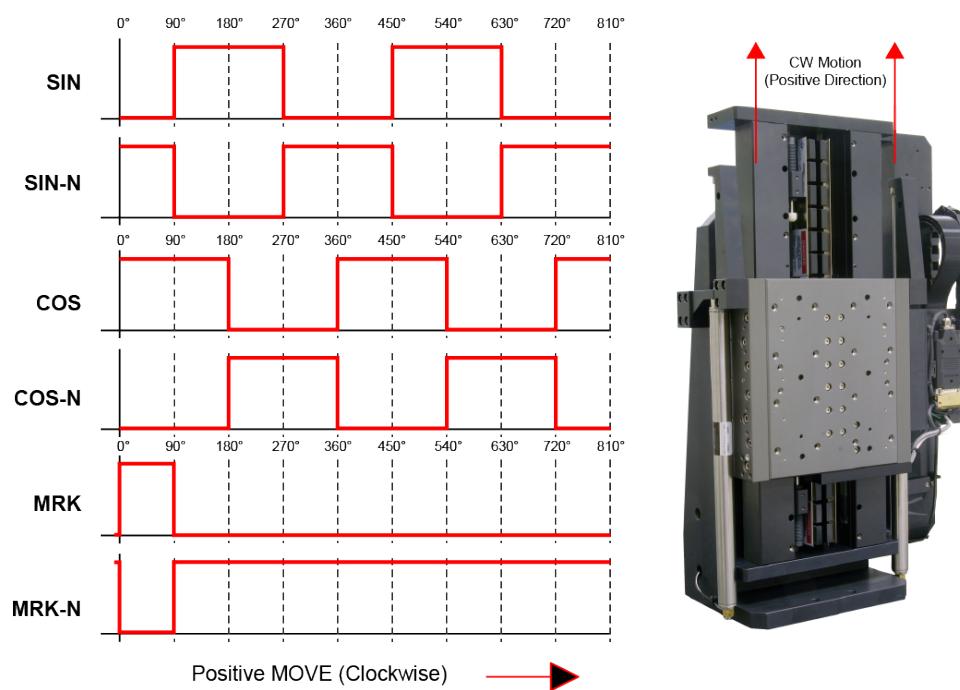 0° 90° 180° 270° 360° 450° 540° 630° 720° 810°
SIN
SIN-N
0° 90° 180° 270° 360° 450° 540° 630° 720° 810°
COS
COS-N
0° 90° 180° 270° 360° 450° 540° 630° 720° 810°
MRK
MRK-N
Positive MOVE (Clockwise)
CW Motion
(Positive Direction)